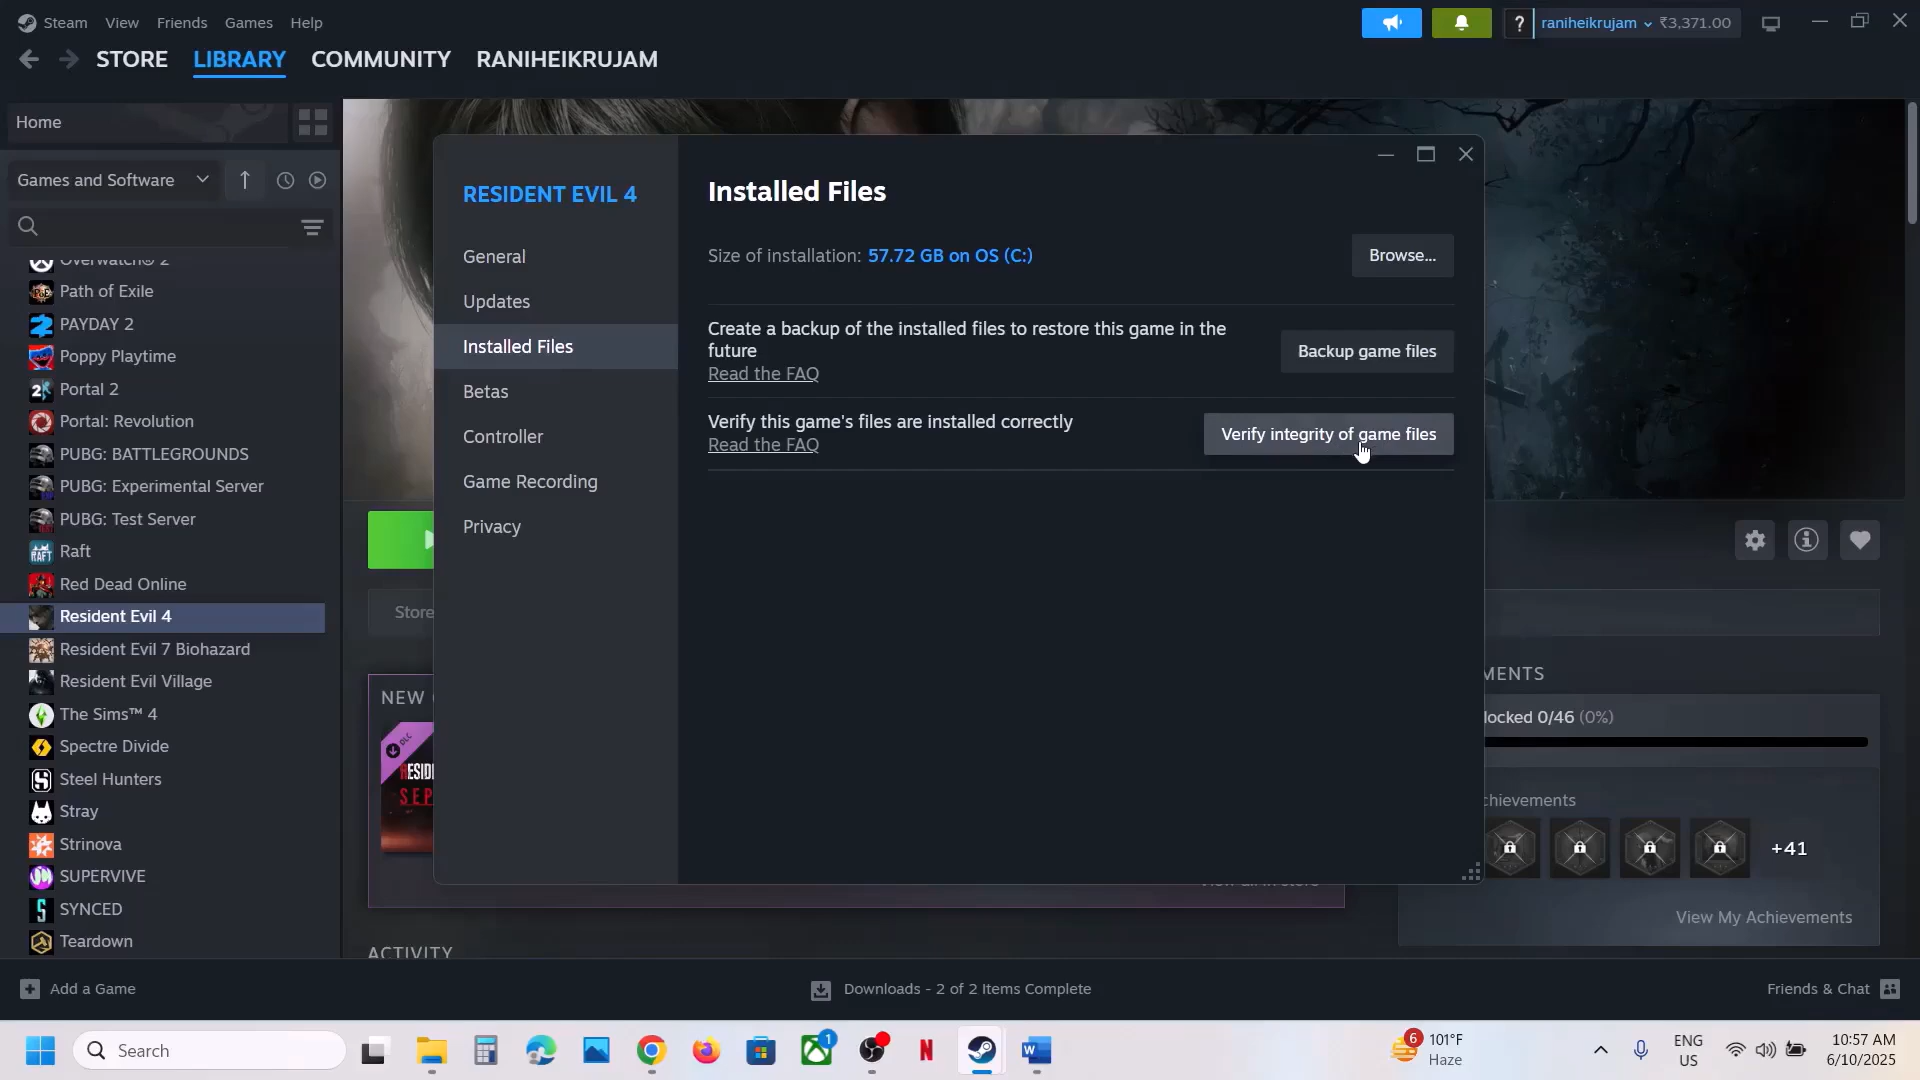 Steam View Friends Games Help
raniheikrujam ₹3,371.00
STORE LIBRARY COMMUNITY RANIHEIKRUJAM
Home
Games and Software
Overwatch® 2
Path of Exile
PAYDAY 2
Poppy Playtime
Portal 2
Portal: Revolution
PUBG: BATTLEGROUNDS
PUBG: Experimental Server
PUBG: Test Server
Raft
Red Dead Online
Resident Evil 4
Resident Evil 7 Biohazard
Resident Evil Village
The Sims™ 4
Spectre Divide
Steel Hunters
Stray
Strinova
SUPERVIVE
SYNCED
Teardown
RESIDENT EVIL 4
General
Updates
Installed Files
Betas
Controller
Game Recording
Privacy
Installed Files
Size of installation: 57.72 GB on OS (C:)
Browse...
Create a backup of the installed files to restore this game in the
future
Read the FAQ
Backup game files
Verify this game's files are installed correctly
Read the FAQ
Verify integrity of game files
Store
NEW
DLC
RESID
SEP
MENTS
locked 0/46 (0%)
chievements
+41
View My Achievements
ACTIVITY
Add a Game
Downloads - 2 of 2 Items Complete
Friends & Chat
Search
1
6
101°F
Haze
ENG
US
10:57 AM
6/10/2025